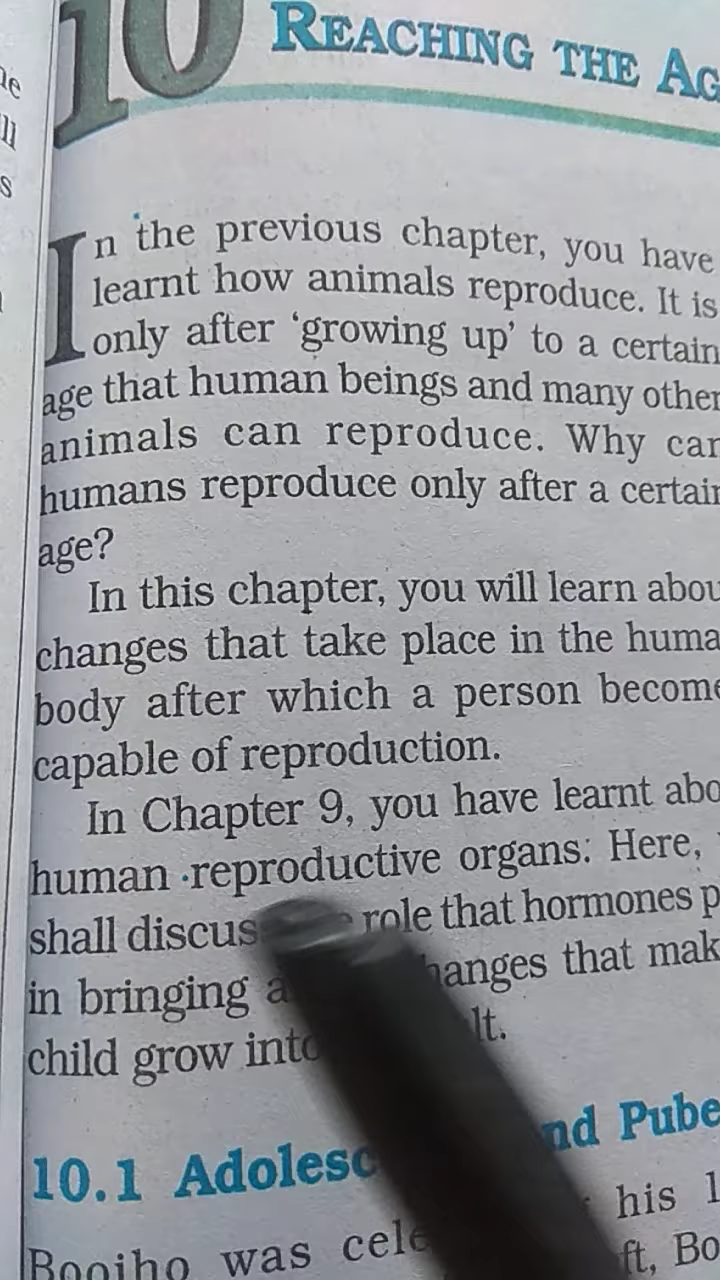 10 REACHING THE AG
In the previous chapter, you have
learnt how animals reproduce. It is
only after ‘growing up’ to a certain
age that human beings and many other
animals can reproduce. Why can
humans reproduce only after a certain
age?
In this chapter, you will learn abou
changes that take place in the huma
body after which a person become
capable of reproduction.
In Chapter 9, you have learnt abo
human reproductive organs. Here,
shall discus role that hormones p
in bringing a hanges that mak
child grow into lt.
10.1 Adolesc nd Pube
Boojho was cele his 1
ft, Bo